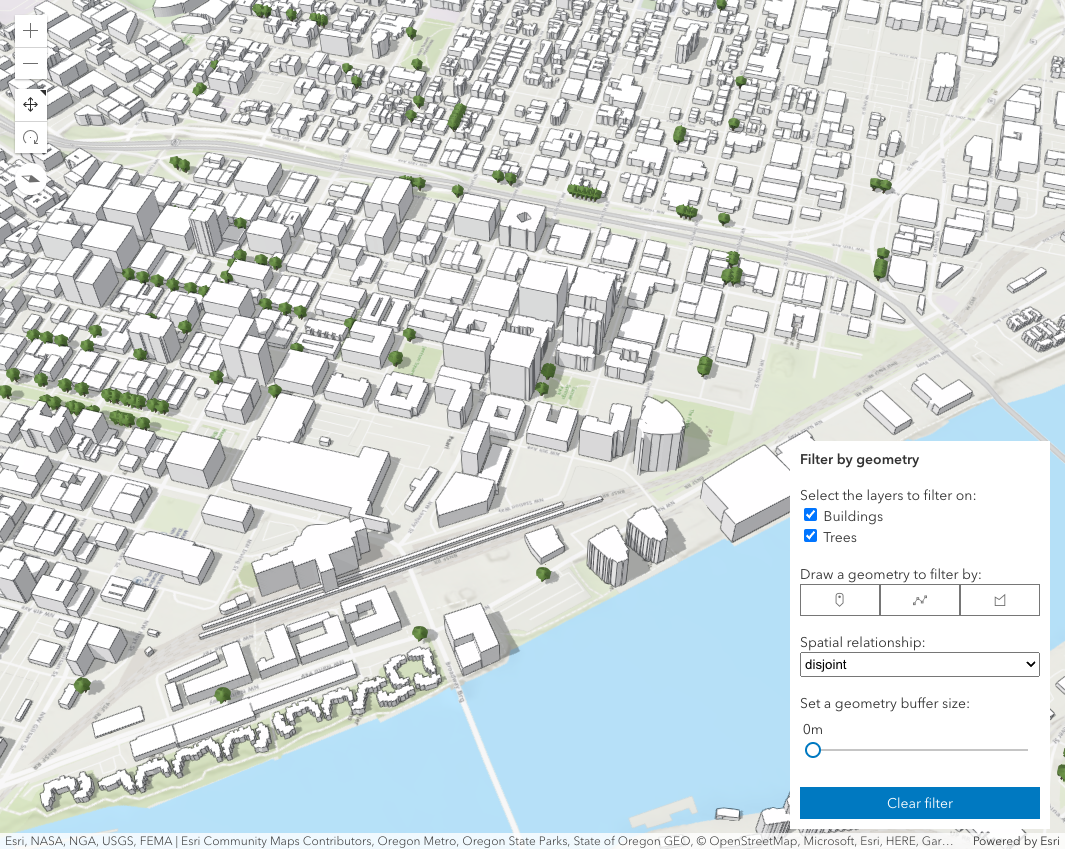 Filter by geometry
Select the layers to filter on:
Buildings
Trees
Draw a geometry to filter by:
Spatial relationship:
disjoint
Set a geometry buffer size:
0m
Clear filter
Esri, NASA, NGA, USGS, FEMA | Esri Community Maps Contributors, Oregon Metro, Oregon State Parks, State of Oregon GEO, © OpenStreetMap, Microsoft, Esri, HERE, Gar…
Powered by Esri